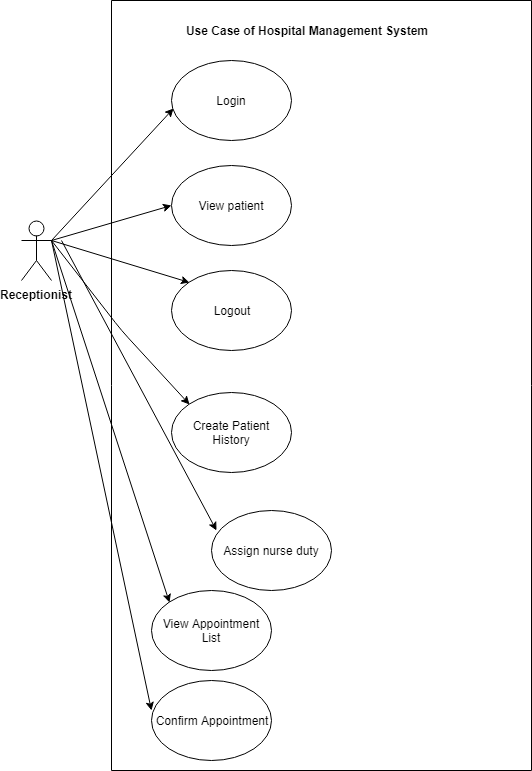 Use Case of Hospital Management System
Login
View patient
Receptionist
Logout
Create Patient
History
Assign nurse duty
View Appointment
List
Confirm Appointment